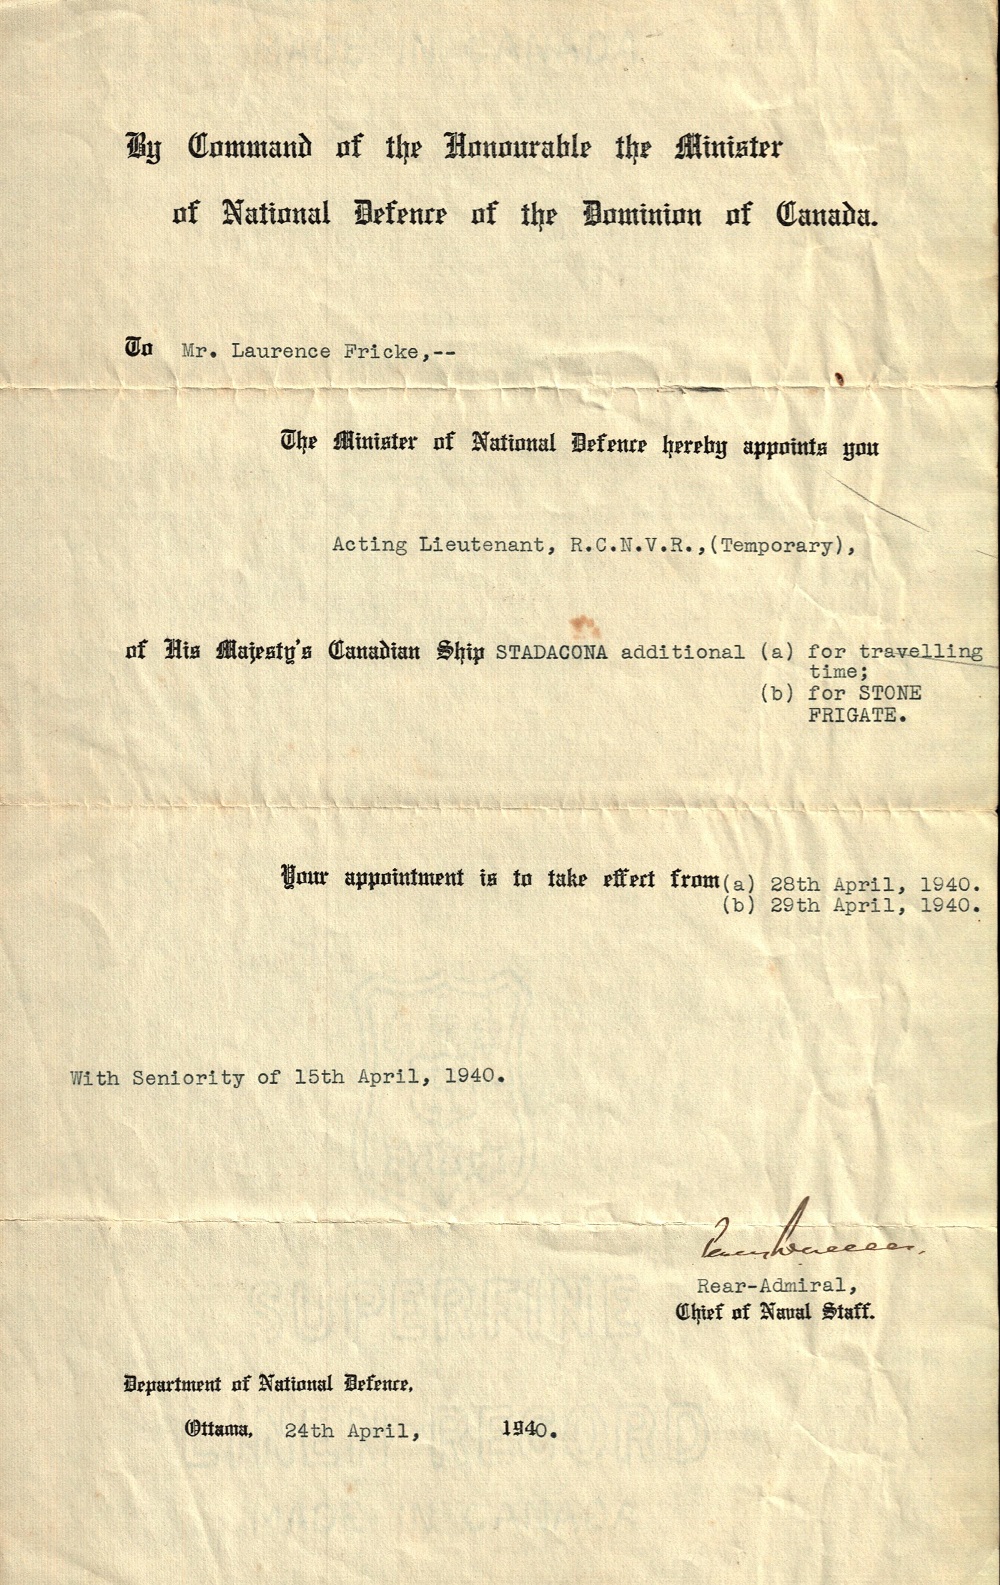 By Command of the Honourable the Minister
of National Defence of the Dominion of Canada.
To Mr. Laurence Fricke,--
The Minister of National Defence hereby appoints you
Acting Lieutenant, R.C.N.V.R.,(Temporary),
of His Majesty's Canadian Ship STADACONA additional (a) for travelling
time;
(b) for STONE
FRIGATE.
Your appointment is to take effect from (a) 28th April, 1940.
(b) 29th April, 1940.
With Seniority of 15th April, 1940.
Rear-Admiral,
Chief of Naval Staff.
Department of National Defence,
Ottawa, 24th April, 1940.